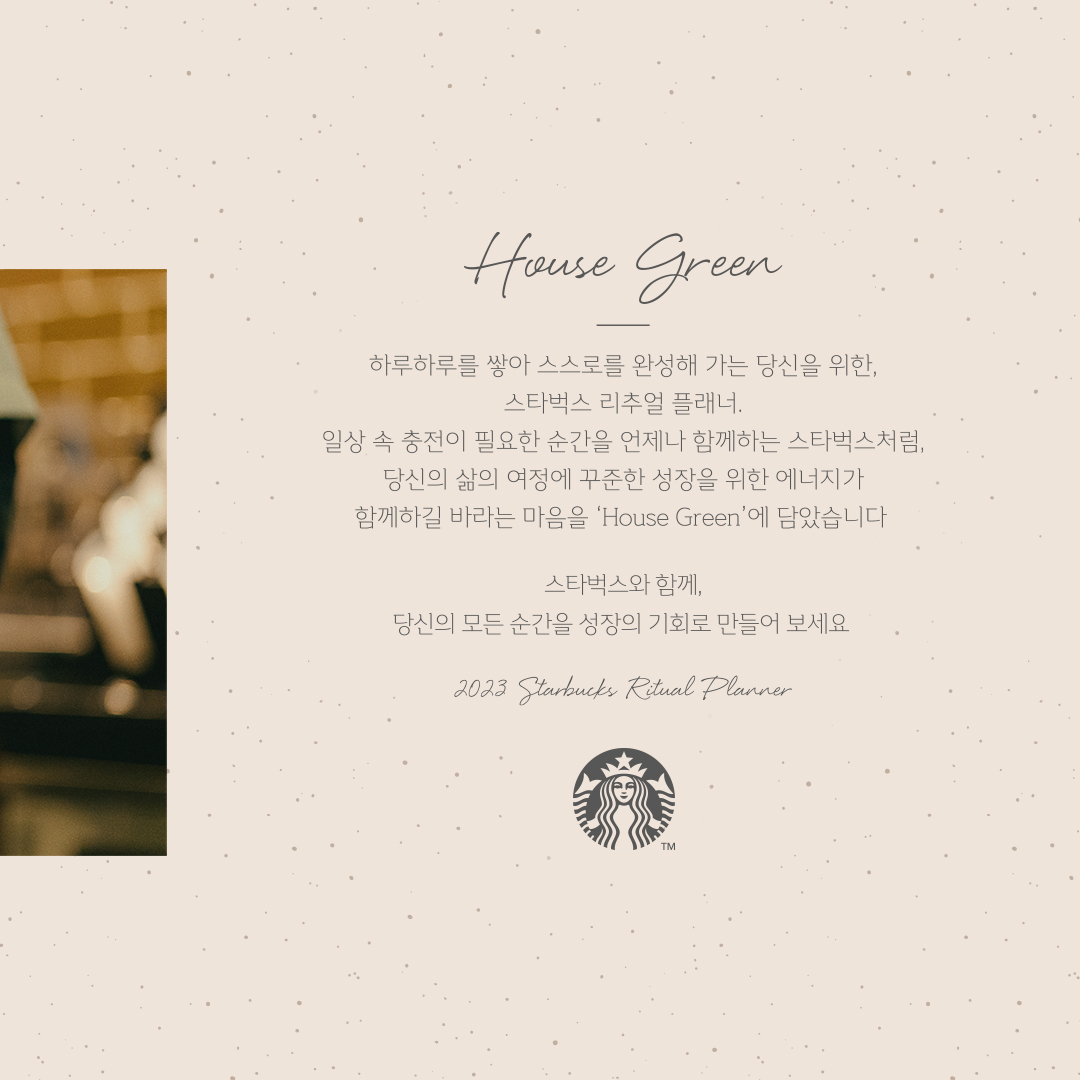 House Green
하루하루를 쌓아 스스로를 완성해 가는 당신을 위한,
스타벅스 리추얼 플래너.
일상 속 충전이 필요한 순간을 언제나 함께하는 스타벅스처럼,
당신의 삶의 여정에 꾸준한 성장을 위한 에너지가
함께하길 바라는 마음을 ‘House Green’에 담았습니다
스타벅스와 함께,
당신의 모든 순간을 성장의 기회로 만들어 보세요
2023 Starbucks Ritual Planner
TM